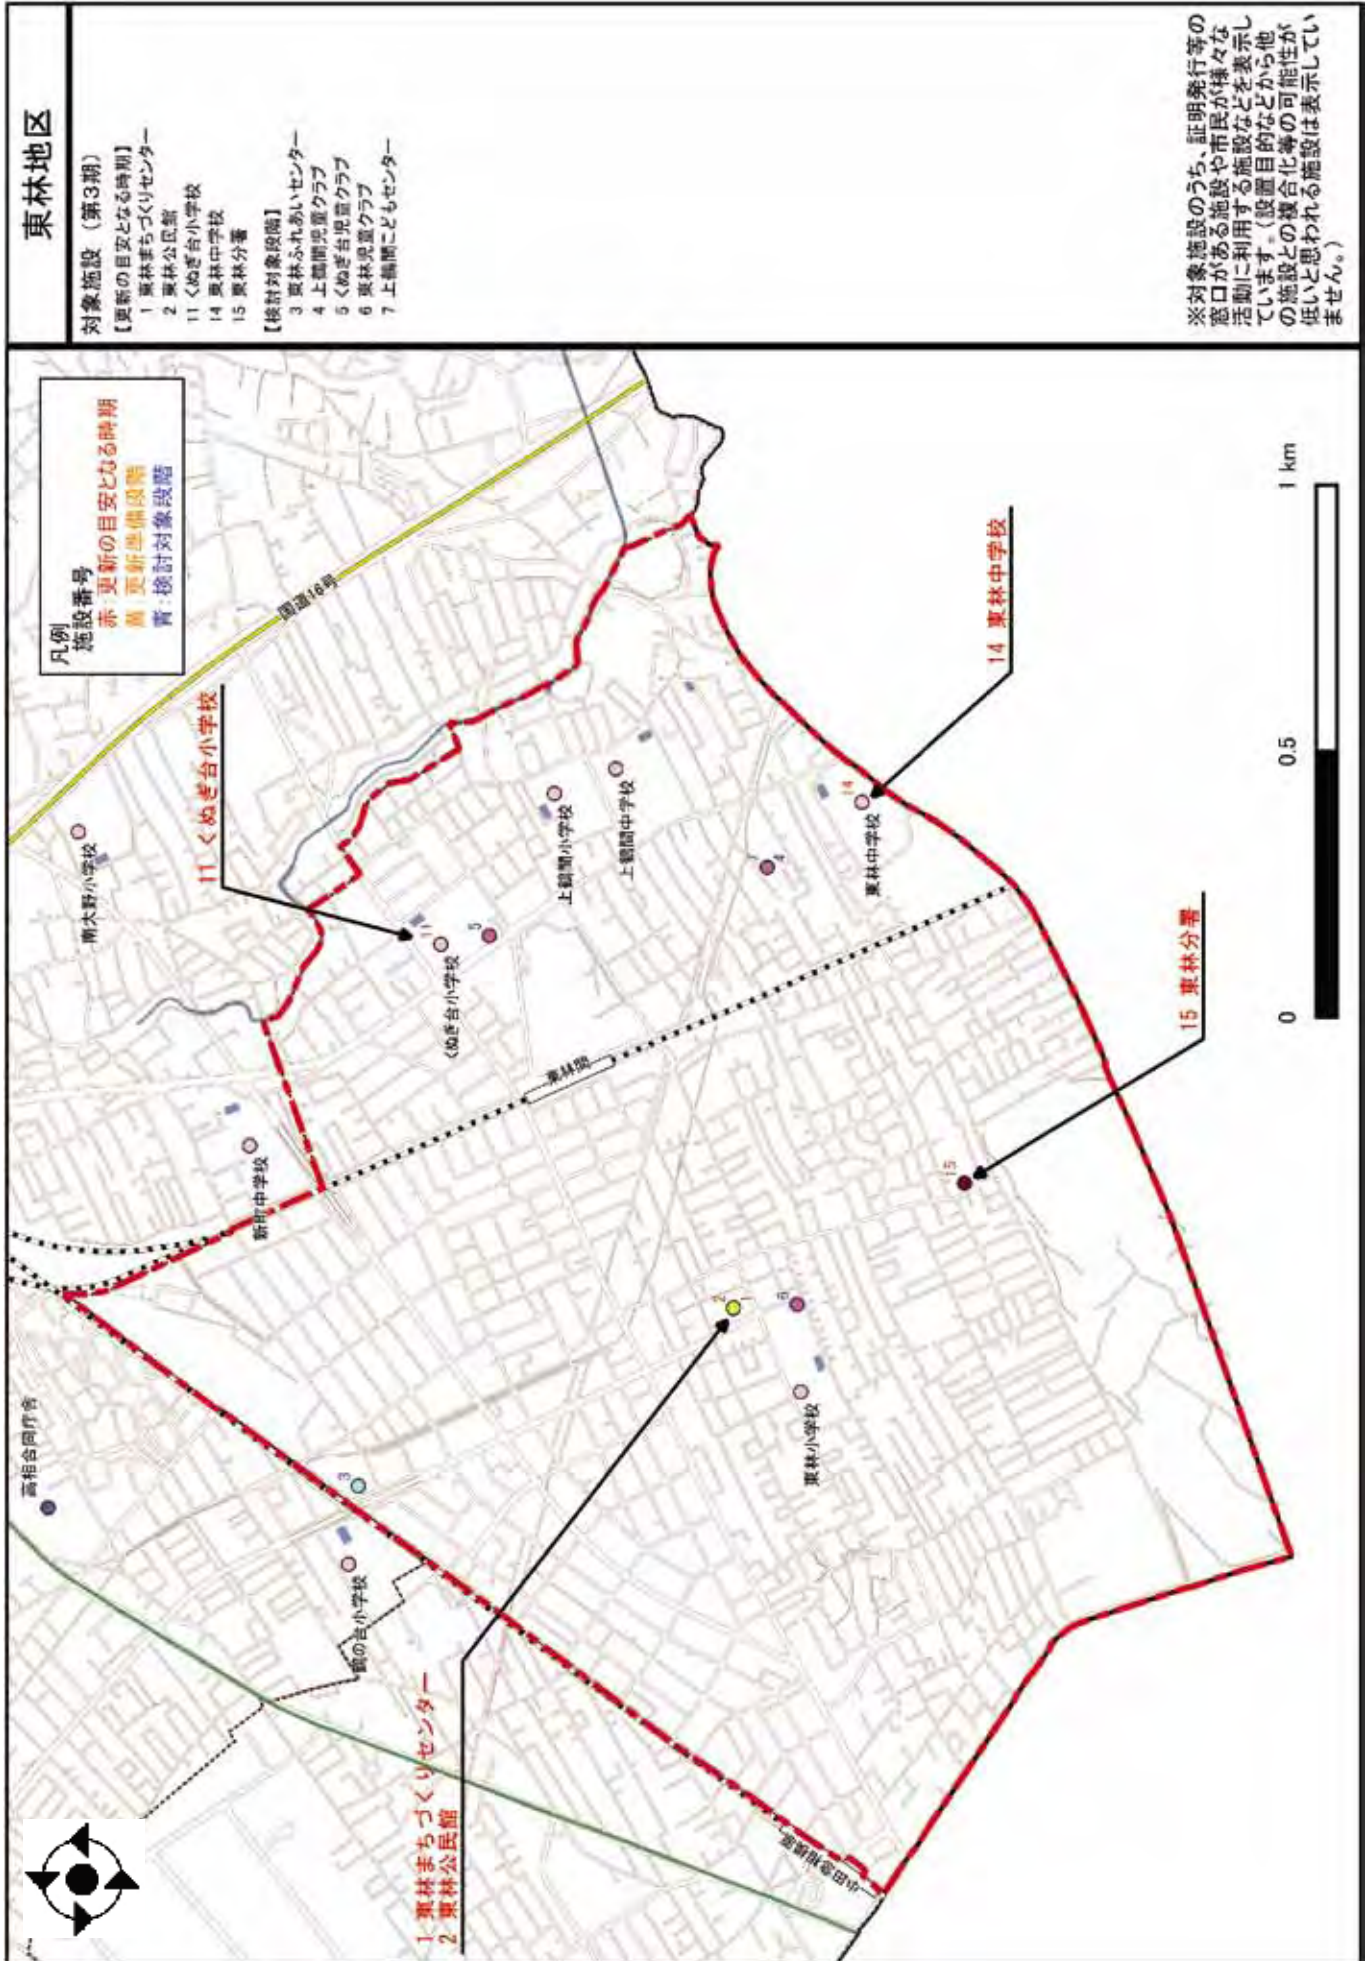 東林地区
対象施設（第3期）
【更新の目安となる時期】
1 東林まちづくりセンター
2 東林公民館
11 くぬぎ台小学校
14 東林中学校
15 東林分署
【検討対象段階】
3 東林ふれあいセンター
4 上鶴間児童クラブ
5 くぬぎ台児童クラブ
6 東林児童クラブ
7 上鶴間こどもセンター
※対象施設のうち、証明発行等の
窓口がある施設や市民が様々な
活動に利用する施設などを表示し
ています。（設置目的などから他
の施設との複合化等の可能性が
低いと思われる施設は表示してい
ません。）
凡例
施設番号
赤：更新の目安となる時期
黄：更新準備段階
青：検討対象段階
国道16号
南大野小学校
11 くぬぎ台小学校
11
くぬぎ台小学校
5
上鶴間小学校
上鶴間中学校
4
14
東林中学校
14 東林中学校
新町中学校
東林間
高相合同庁舎
3
鶴の台小学校
2
1
6
東林小学校
15
15 東林分署
1 東林まちづくりセンター
2 東林公民館
小田急相模原
0
0.5
1 km